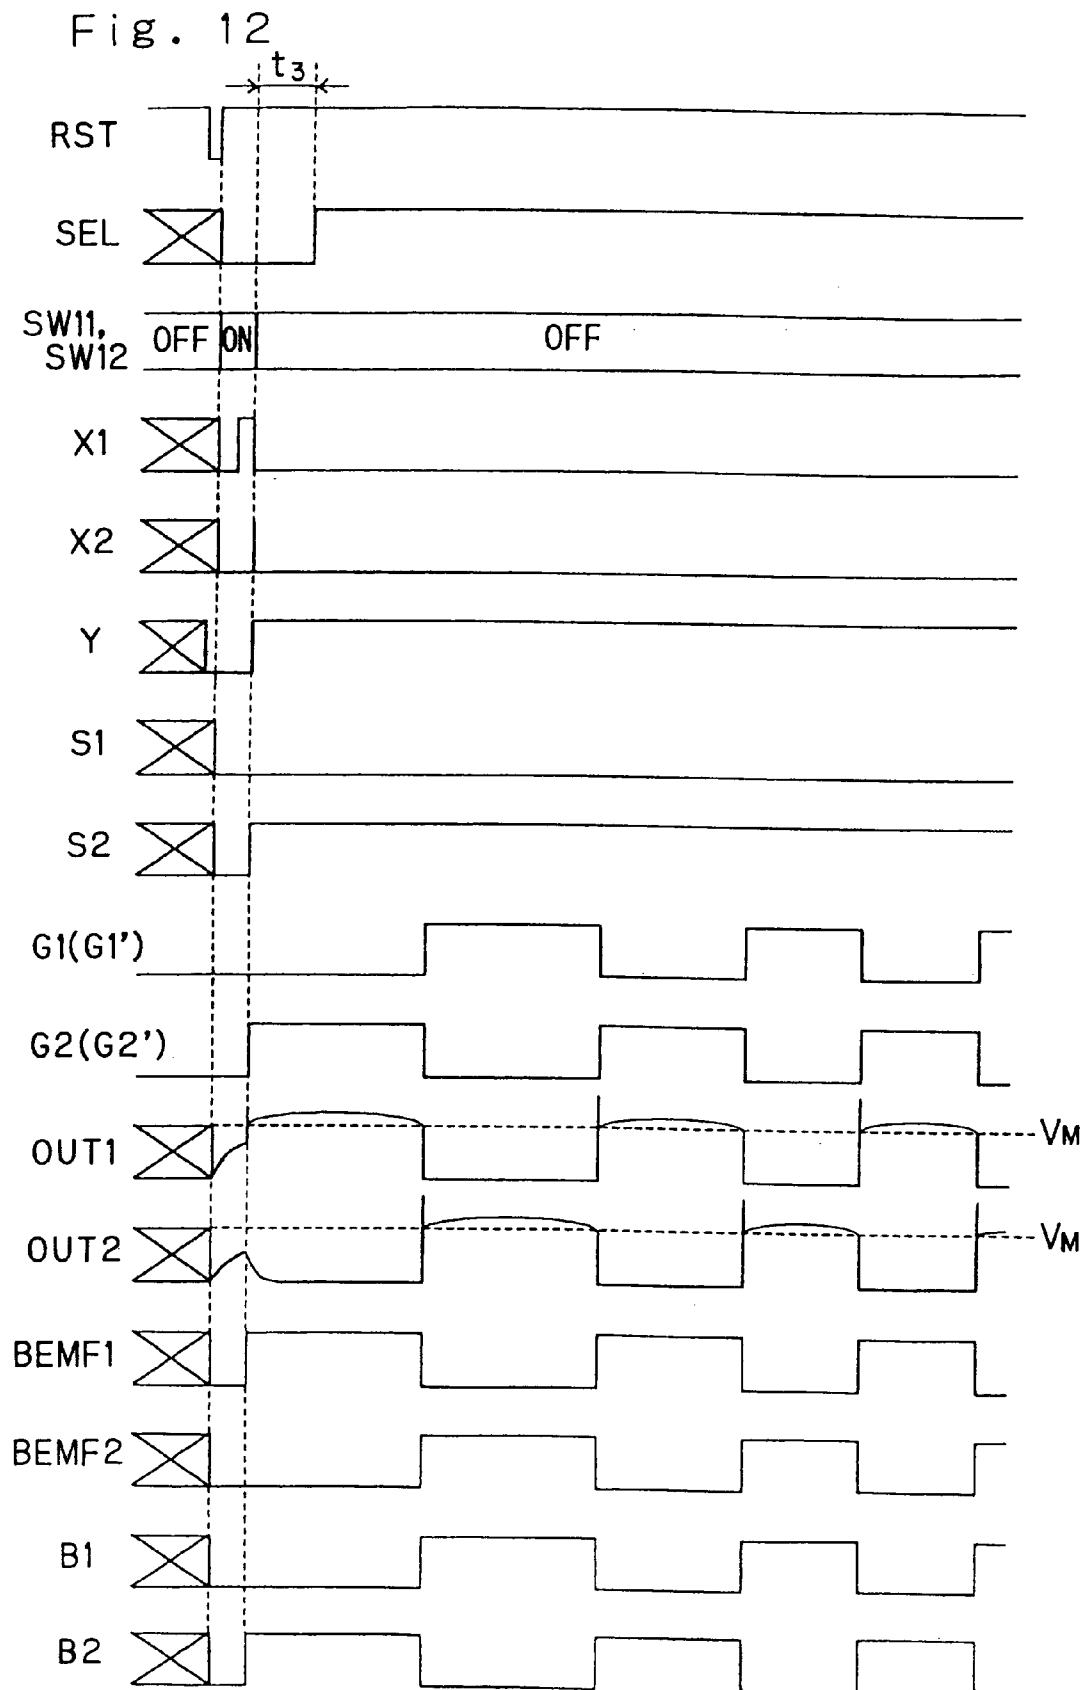 Fig. 12
t3
RST
SEL
SW11,
SW12
OFF ON OFF
X1
X2
Y
S1
S2
G1(G1')
G2(G2')
OUT1
VM
OUT2
VM
BEMF1
BEMF2
B1
B2